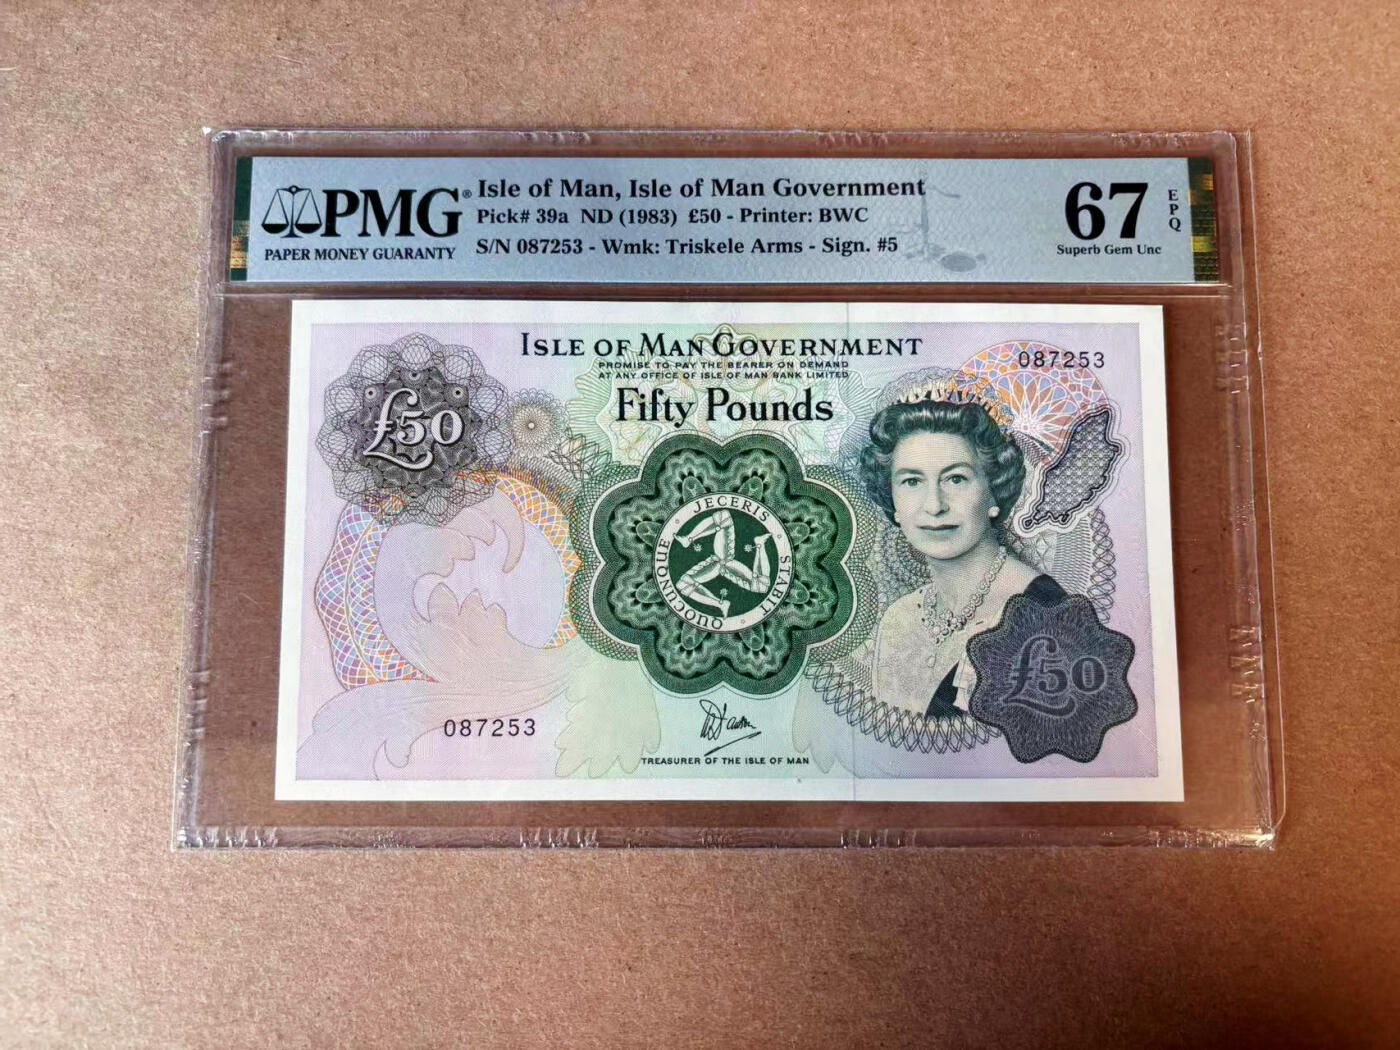 PMG®
PAPER MONEY GUARANTY
Isle of Man, Isle of Man Government
Pick# 39a ND (1983) £50 - Printer: BWC
S/N 087253 - Wmk: Triskele Arms - Sign. #5
67
EPQ
Superb Gem Unc
ISLE OF MAN GOVERNMENT
PROMISE TO PAY THE BEARER ON DEMAND
AT ANY OFFICE OF ISLE OF MAN BANK LIMITED
Fifty Pounds
087253
£50
QUOCUNQUE · JECERIS · STABIT
£50
087253
TREASURER OF THE ISLE OF MAN